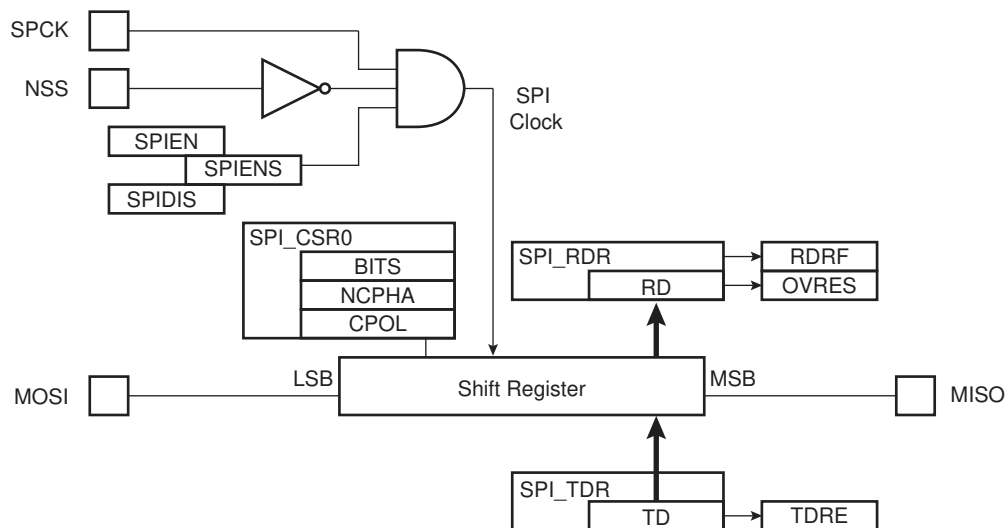 SPCK
NSS
SPI
Clock
SPIEN
SPIENS
SPIDIS
SPI_CSR0
BITS
NCPHA
CPOL
SPI_RDR
RD
RDRF
OVRES
MOSI
LSB
Shift Register
MSB
MISO
SPI_TDR
TD
TDRE